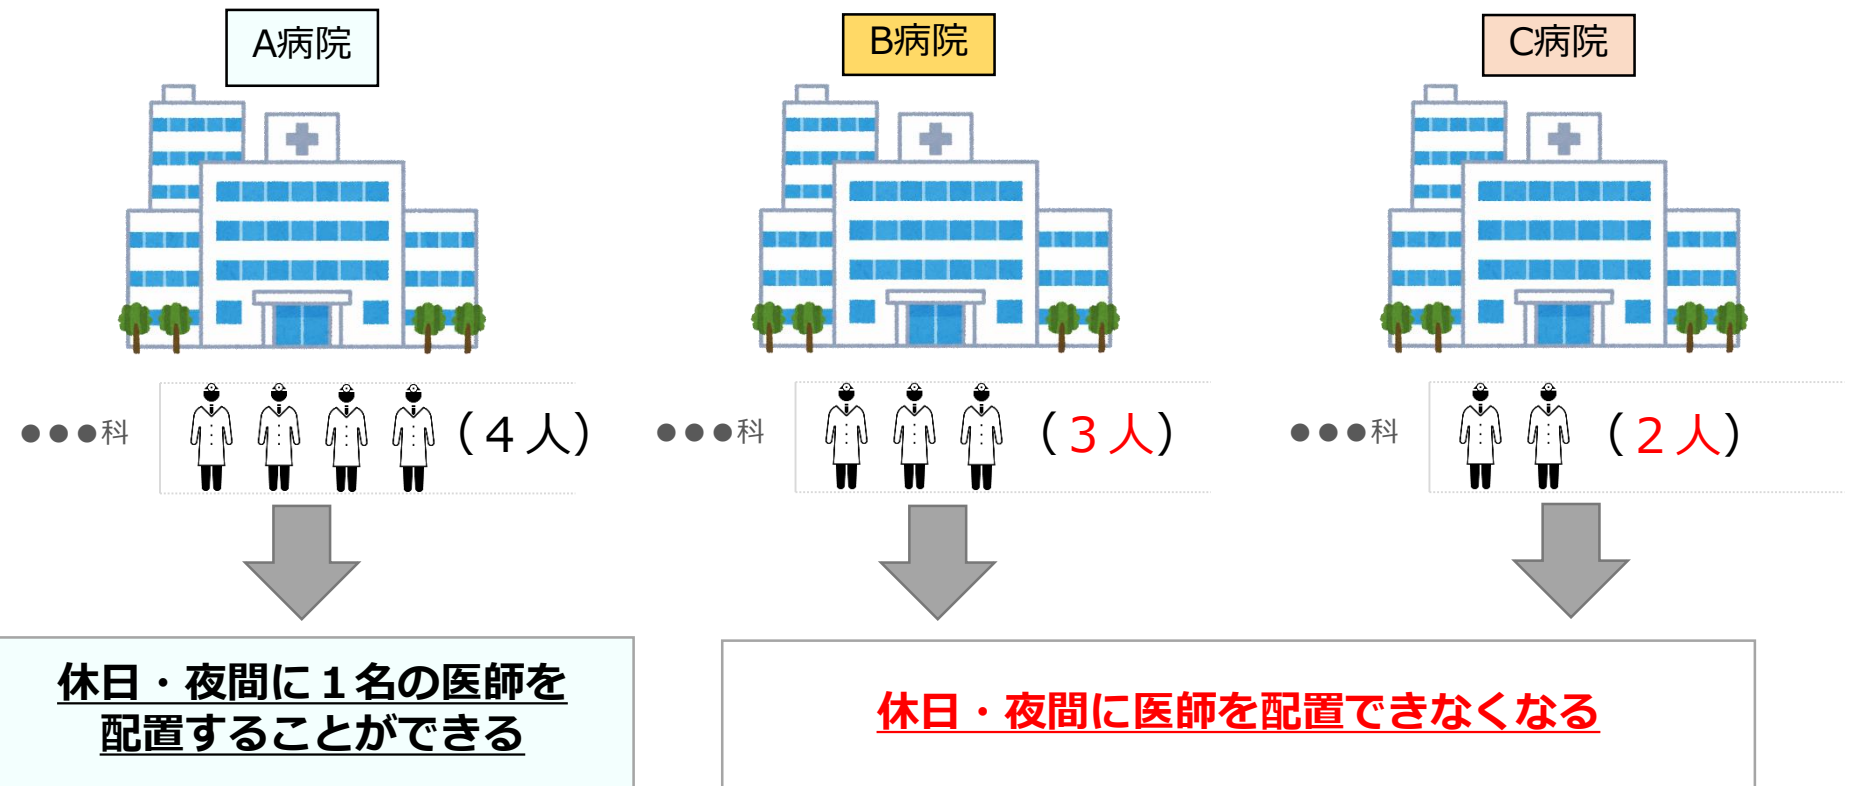 A病院
B病院
C病院
●●●科
（４人）
●●●科
（３人）
●●●科
（２人）
休日・夜間に１名の医師を
配置することができる
休日・夜間に医師を配置できなくなる